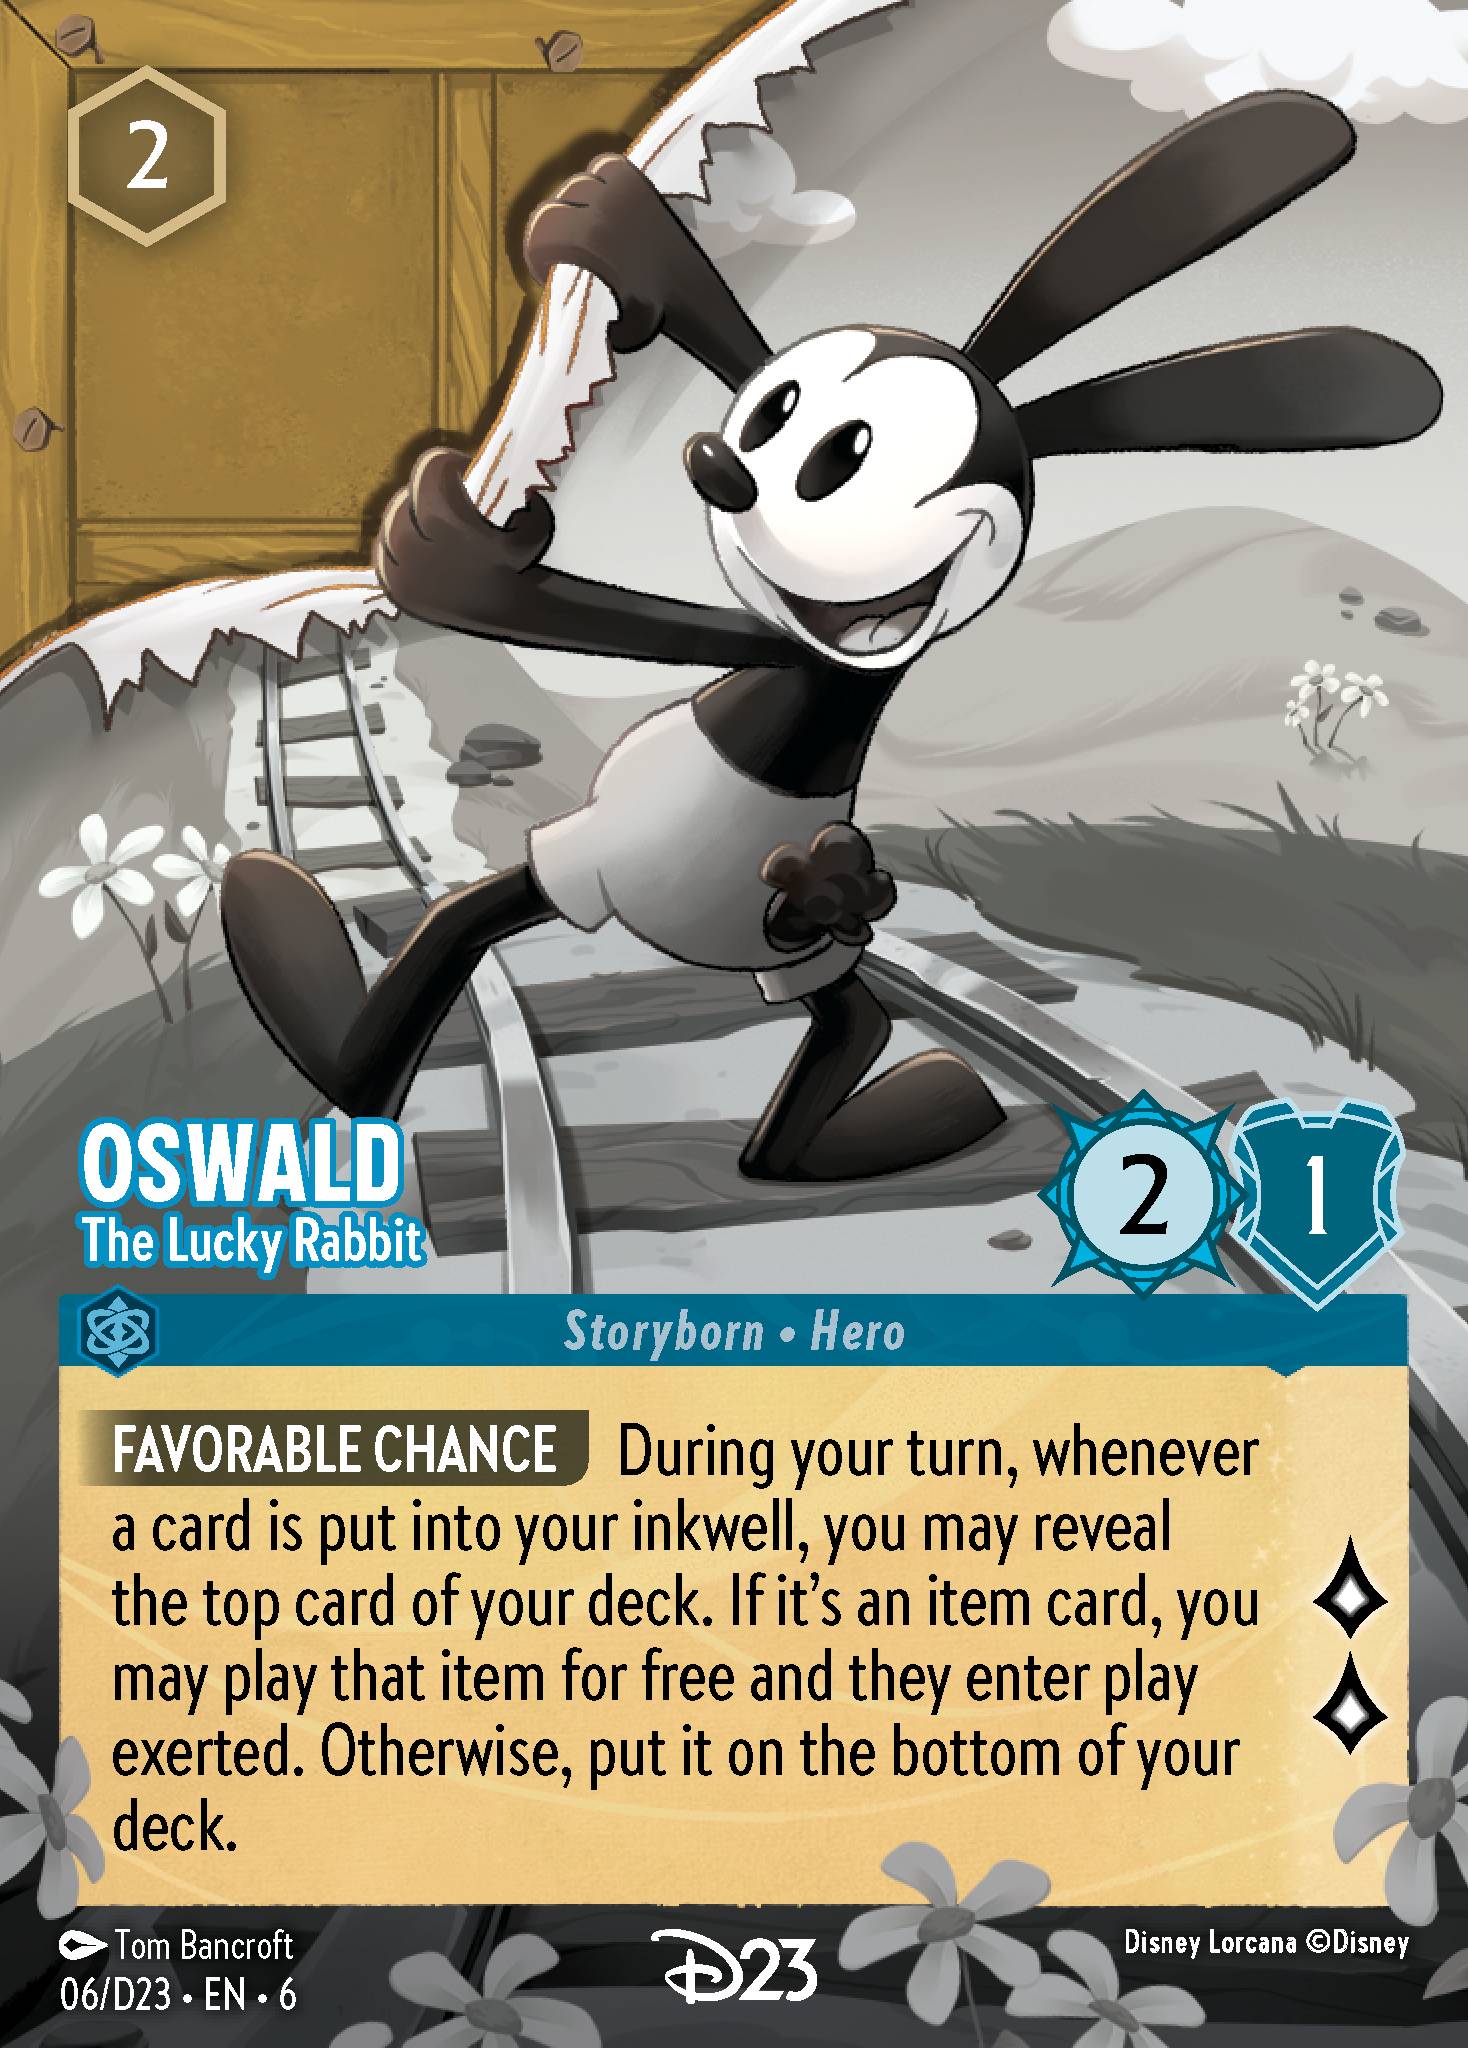 2
OSWALD
The Lucky Rabbit
2 1
Storyborn • Hero
FAVORABLE CHANCE During your turn, whenever
a card is put into your inkwell, you may reveal
the top card of your deck. If it’s an item card, you
may play that item for free and they enter play
exerted. Otherwise, put it on the bottom of your
deck.
Tom Bancroft
06/D23 • EN • 6
D23
Disney Lorcana ©Disney